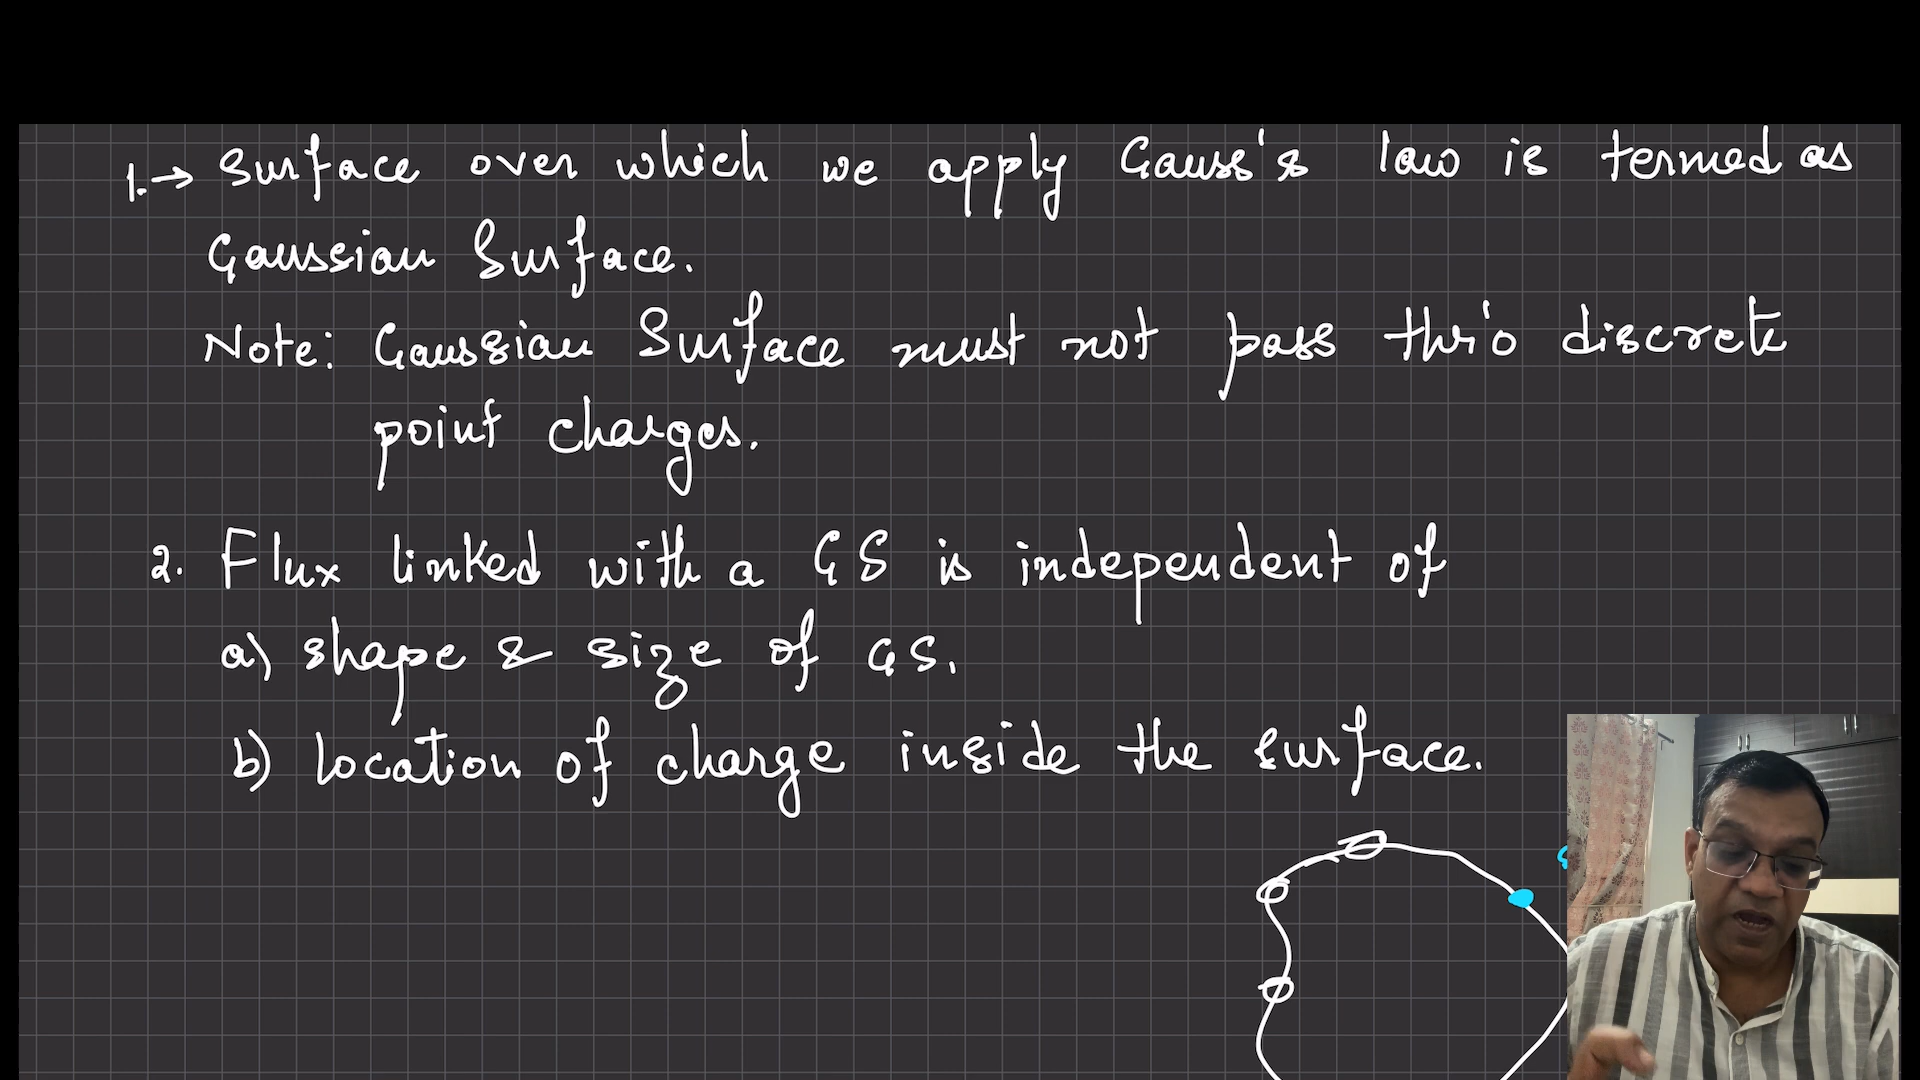 1.→ Surface over which we apply Gauss's law is termed as
Gaussian Surface.
Note: Gaussian Surface must not pass thr'o discrete
point charges.
2. Flux linked with a GS is independent of
a) shape & size of GS.
b) location of charge inside the surface.